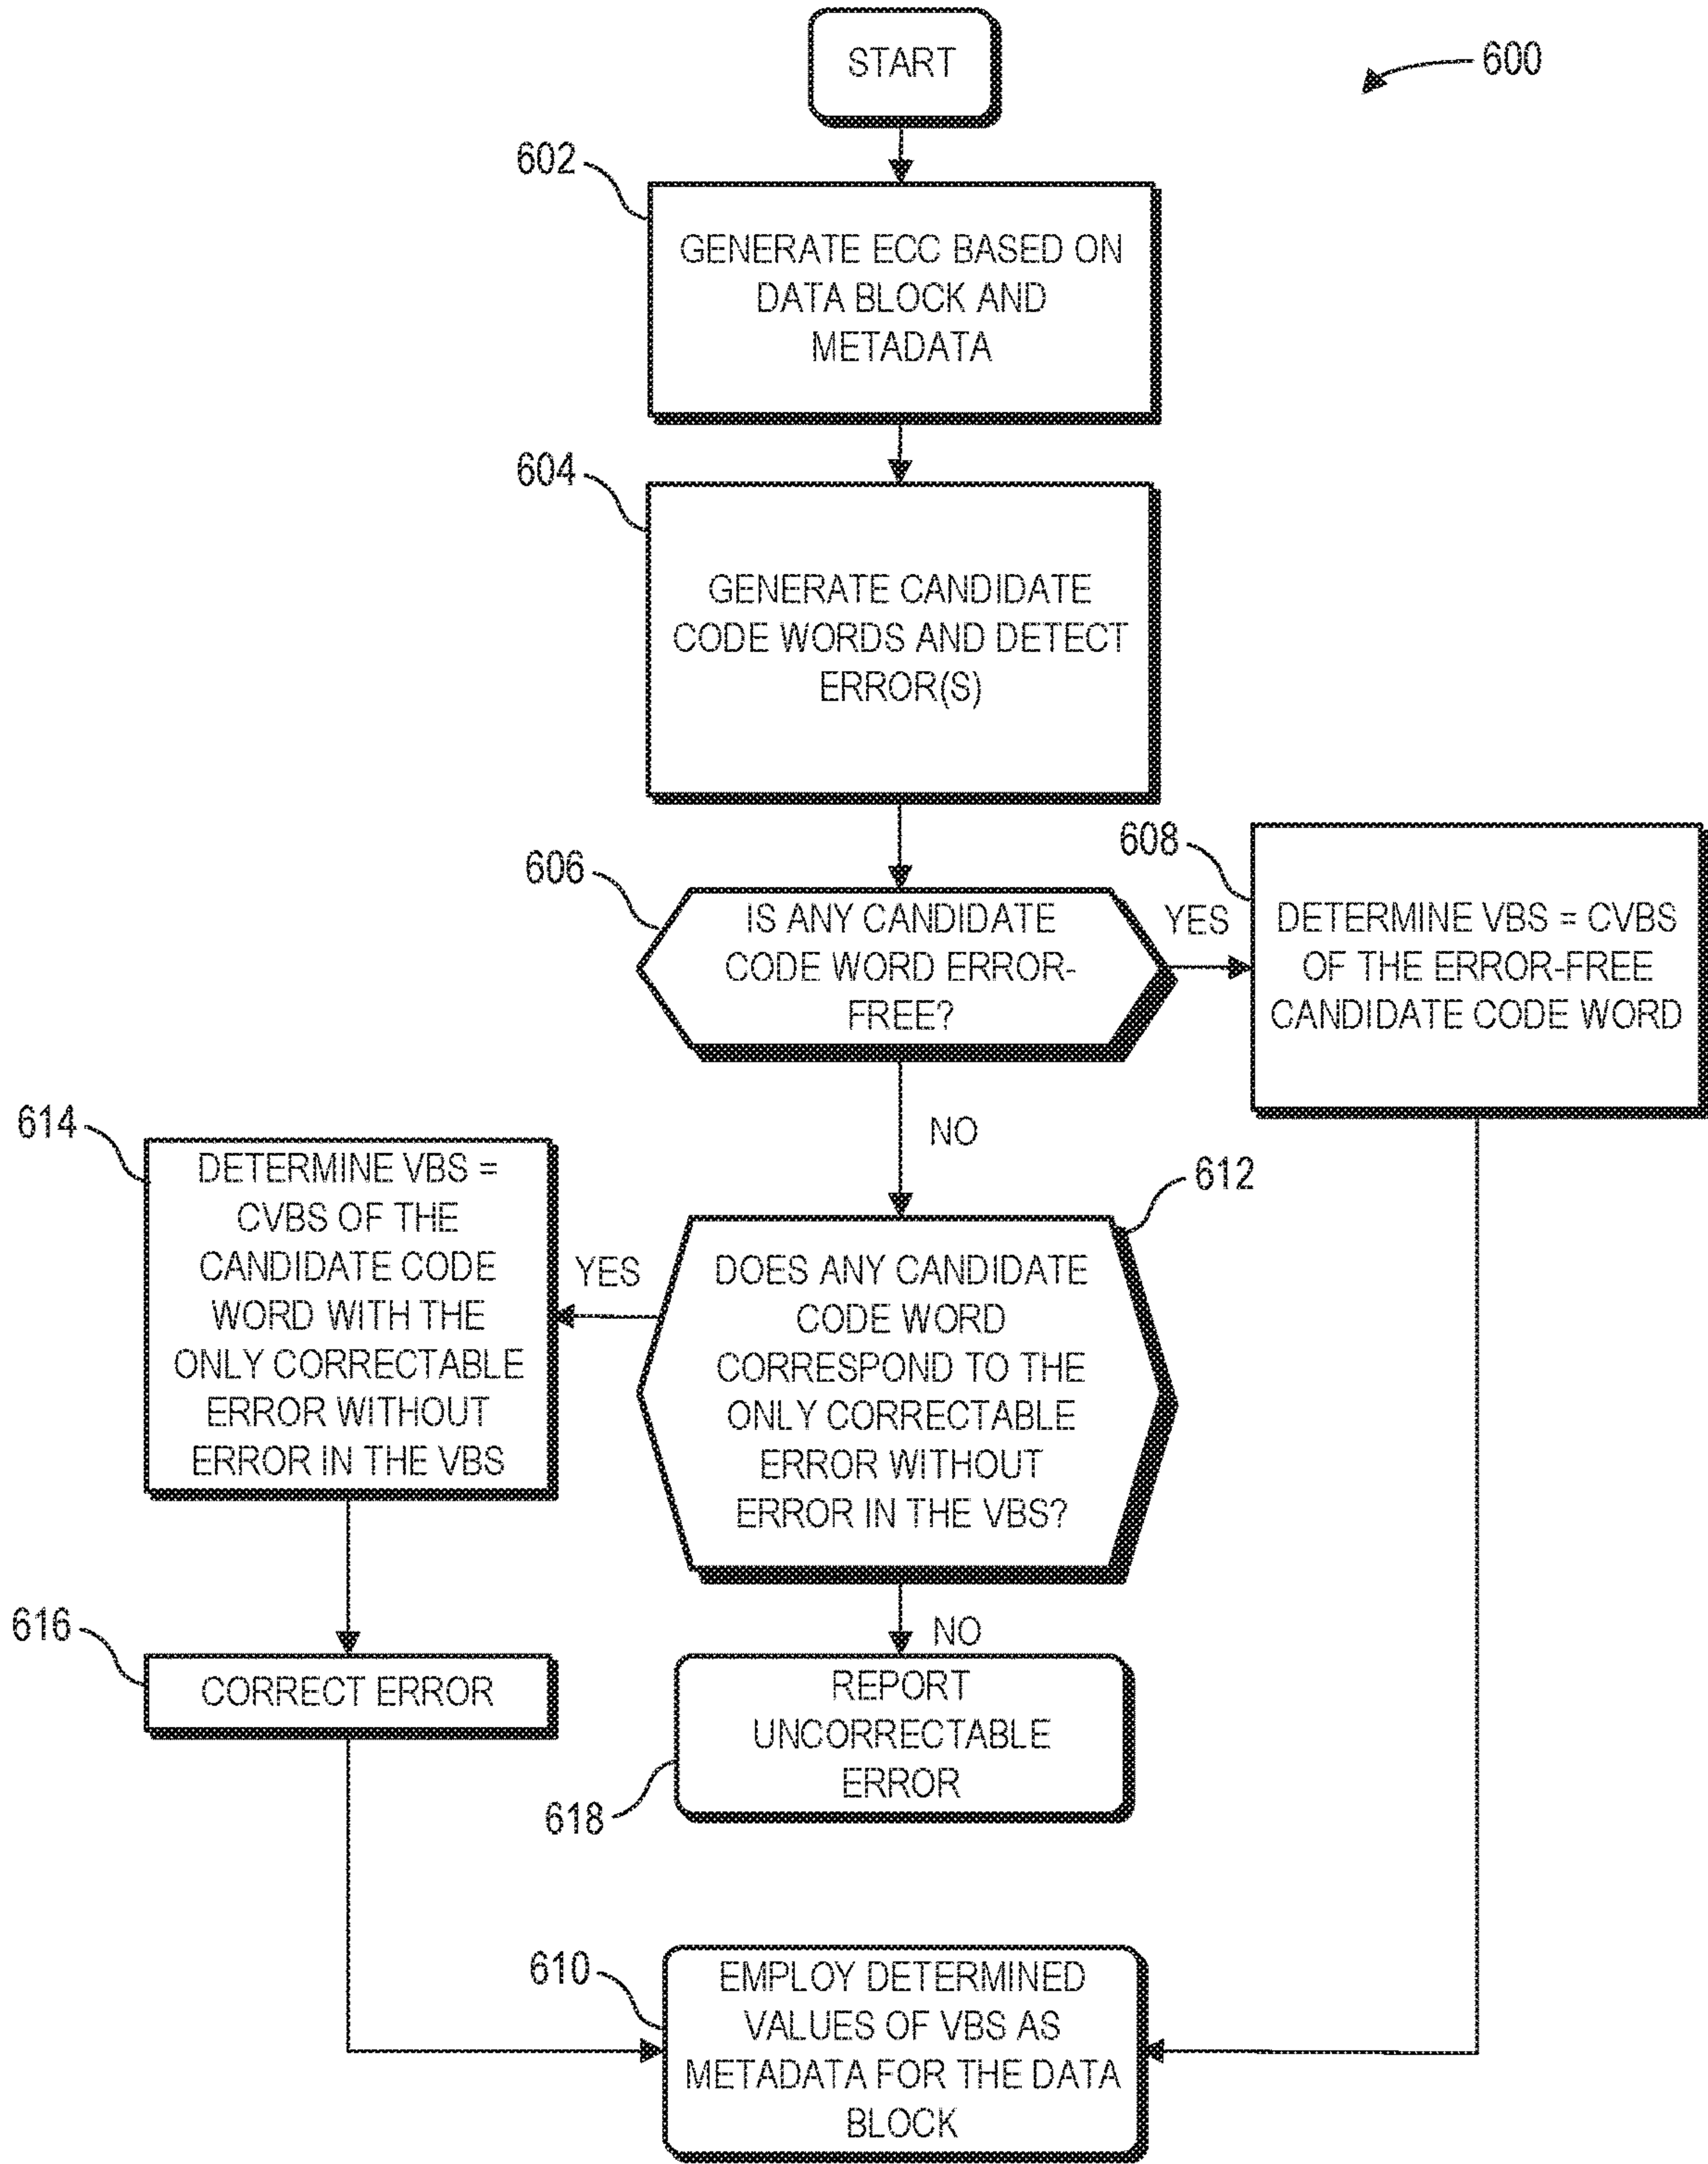 START
600
602
GENERATE ECC BASED ON
DATA BLOCK AND
METADATA
604
GENERATE CANDIDATE
CODE WORDS AND DETECT
ERROR(S)
606
IS ANY CANDIDATE
CODE WORD ERROR-
FREE?
YES
608
DETERMINE VBS = CVBS
OF THE ERROR-FREE
CANDIDATE CODE WORD
NO
612
DOES ANY CANDIDATE
CODE WORD
CORRESPOND TO THE
ONLY CORRECTABLE
ERROR WITHOUT
ERROR IN THE VBS?
YES
614
DETERMINE VBS =
CVBS OF THE
CANDIDATE CODE
WORD WITH THE
ONLY CORRECTABLE
ERROR WITHOUT
ERROR IN THE VBS
616
CORRECT ERROR
NO
REPORT
UNCORRECTABLE
ERROR
618
610
EMPLOY DETERMINED
VALUES OF VBS AS
METADATA FOR THE DATA
BLOCK